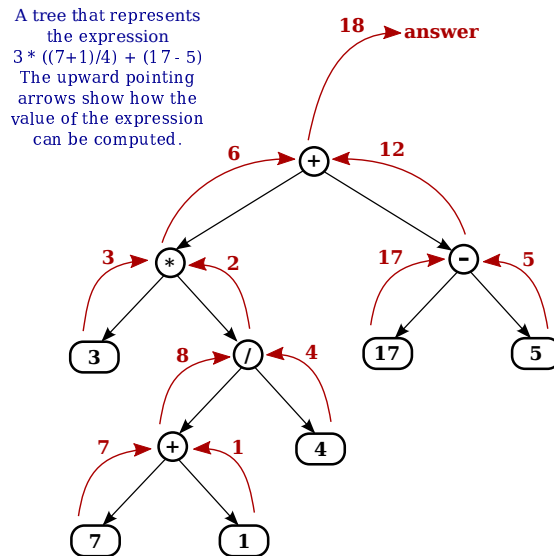 A tree that represents
the expression
3 * ((7+1)/4) + (17 - 5)
The upward pointing
arrows show how the
value of the expression
can be computed.
18 answer
6 12
+
3 2 17 5
* -
8 4
3 / 17 5
7 1
+ 4
7 1